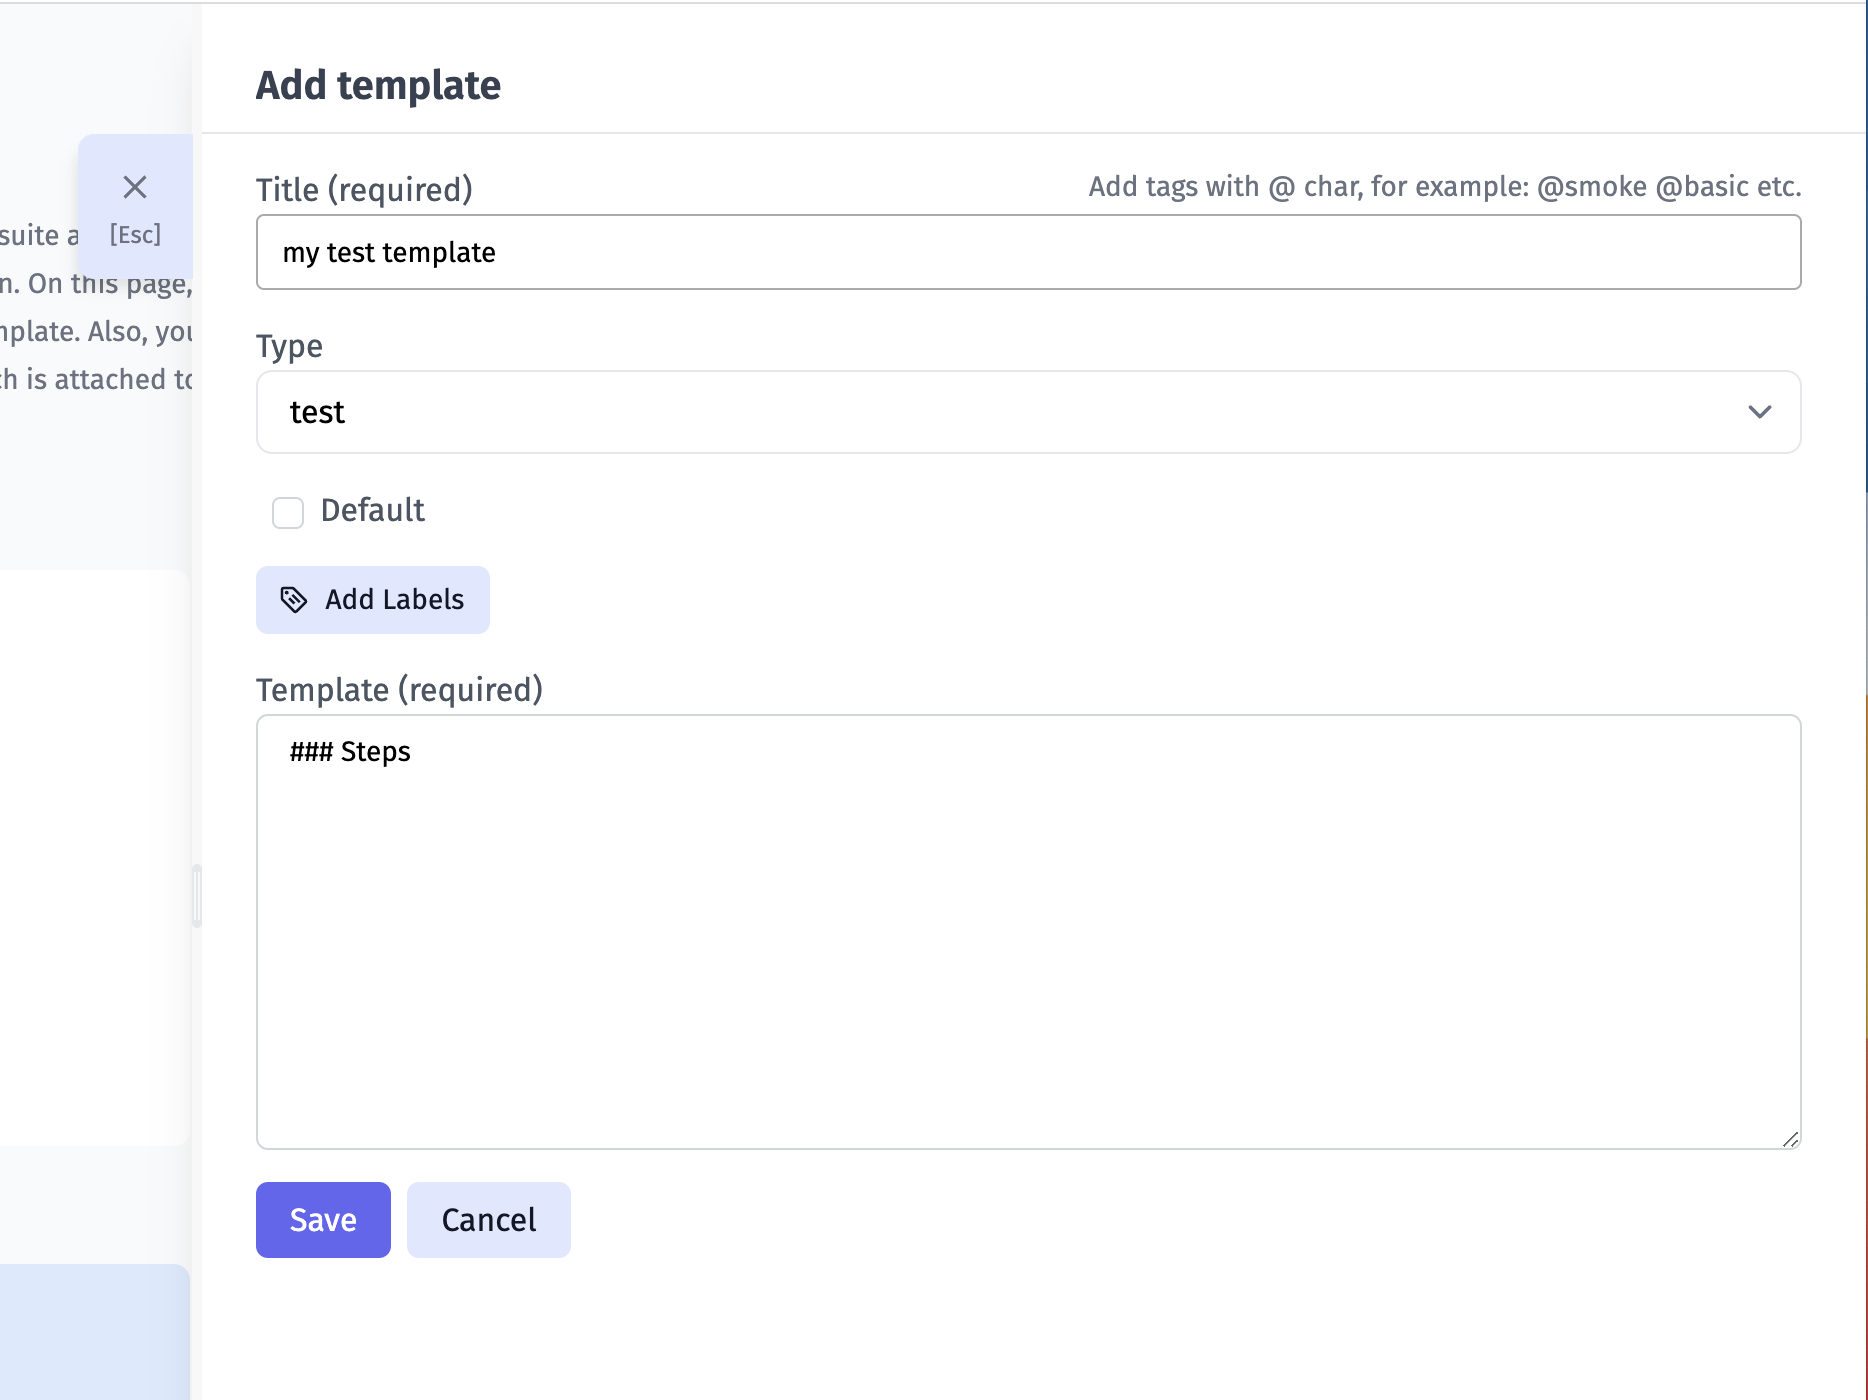 Add template
[Esc]
suite a
n. On this page,
plate. Also, you
h is attached to
Title (required)
Add tags with @ char, for example: @smoke @basic etc.
my test template
Type
test
Default
Add Labels
Template (required)
### Steps
Save
Cancel